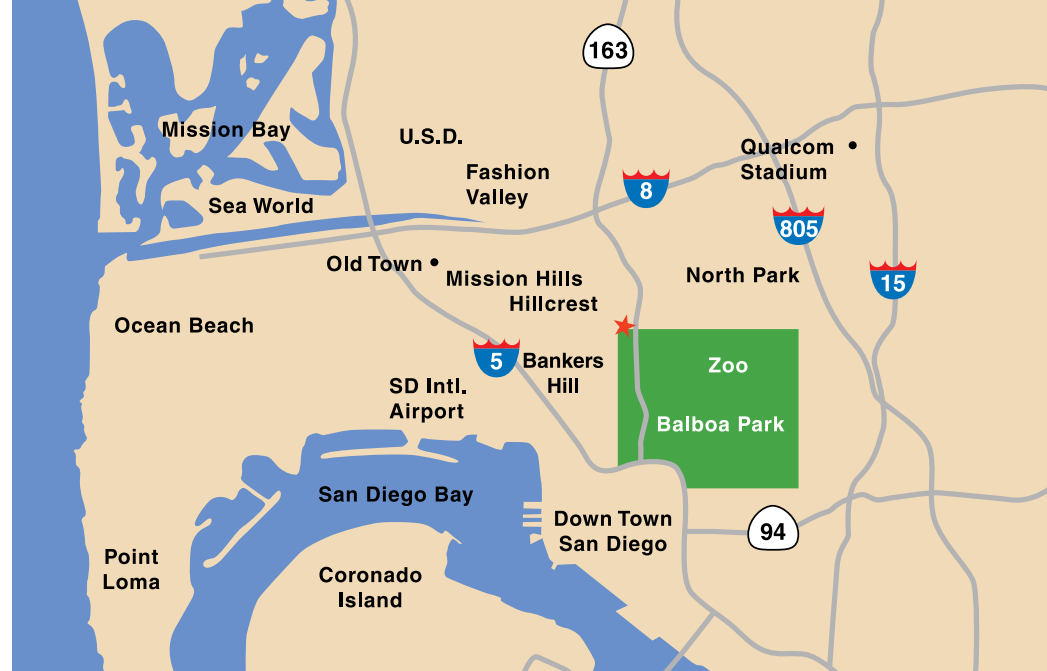 163
Mission Bay
U.S.D.
Qualcom
Stadium
Fashion
Valley
8
Sea World
805
Old Town
Mission Hills
Hillcrest
North Park
15
Ocean Beach
5
Bankers
Hill
Zoo
SD Intl.
Airport
Balboa Park
San Diego Bay
Down Town
San Diego
94
Point
Loma
Coronado
Island